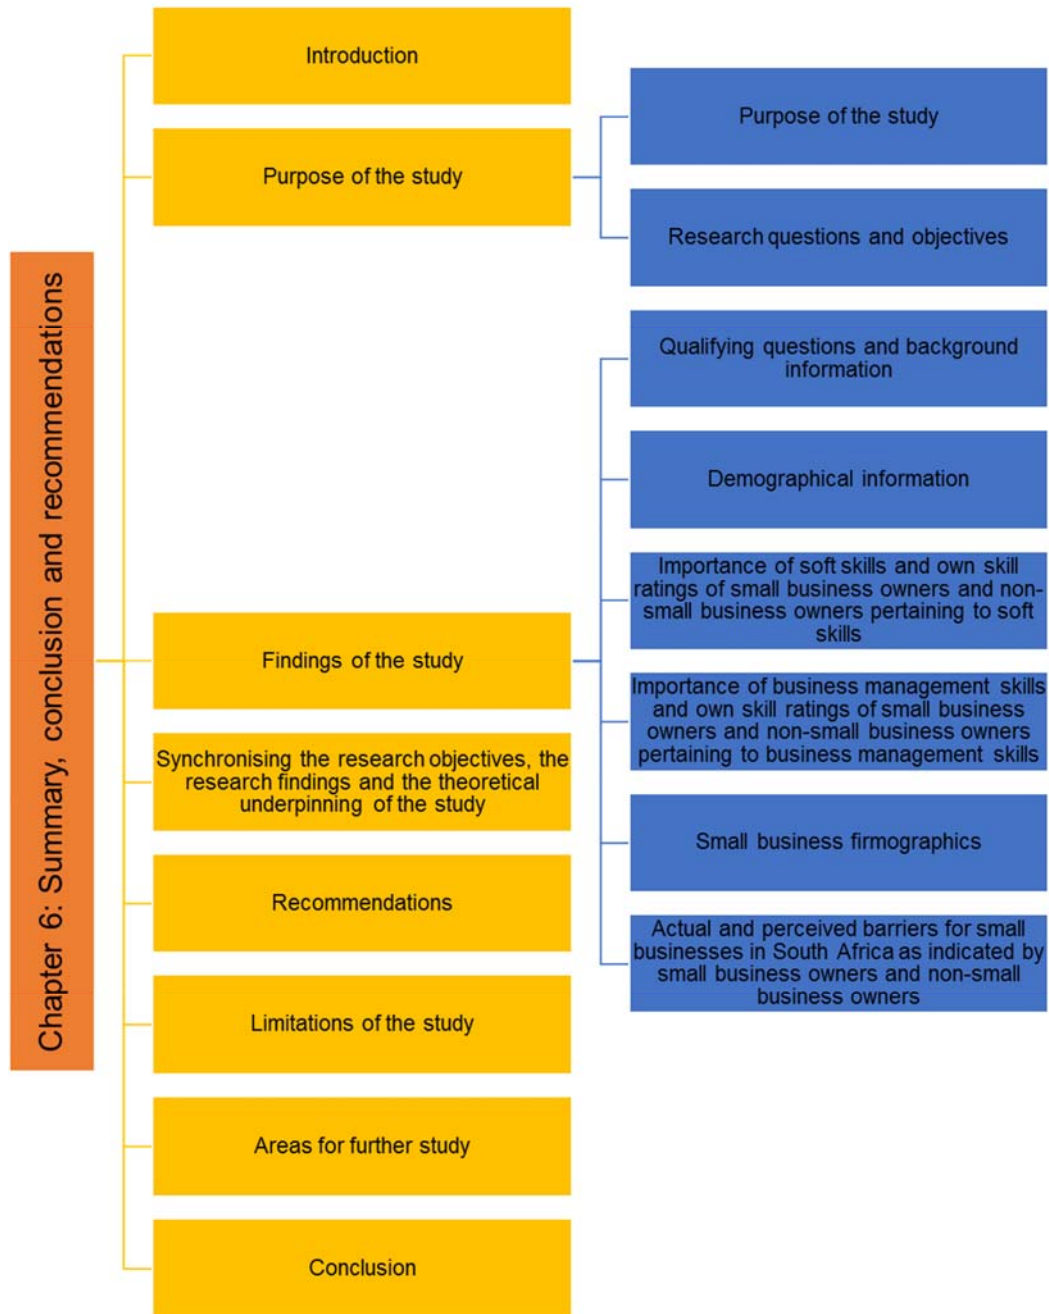 Chapter 6: Summary, conclusion and recommendations
Introduction
Purpose of the study
Purpose of the study
Research questions and objectives
Findings of the study
Qualifying questions and background
information
Demographical information
Importance of soft skills and own skill
ratings of small business owners and non-
small business owners pertaining to soft
skills
Importance of business management skills
and own skill ratings of small business
owners and non-small business owners
pertaining to business management skills
Small business firmographics
Actual and perceived barriers for small
businesses in South Africa as indicated by
small business owners and non-small
business owners
Synchronising the research objectives, the
research findings and the theoretical
underpinning of the study
Recommendations
Limitations of the study
Areas for further study
Conclusion